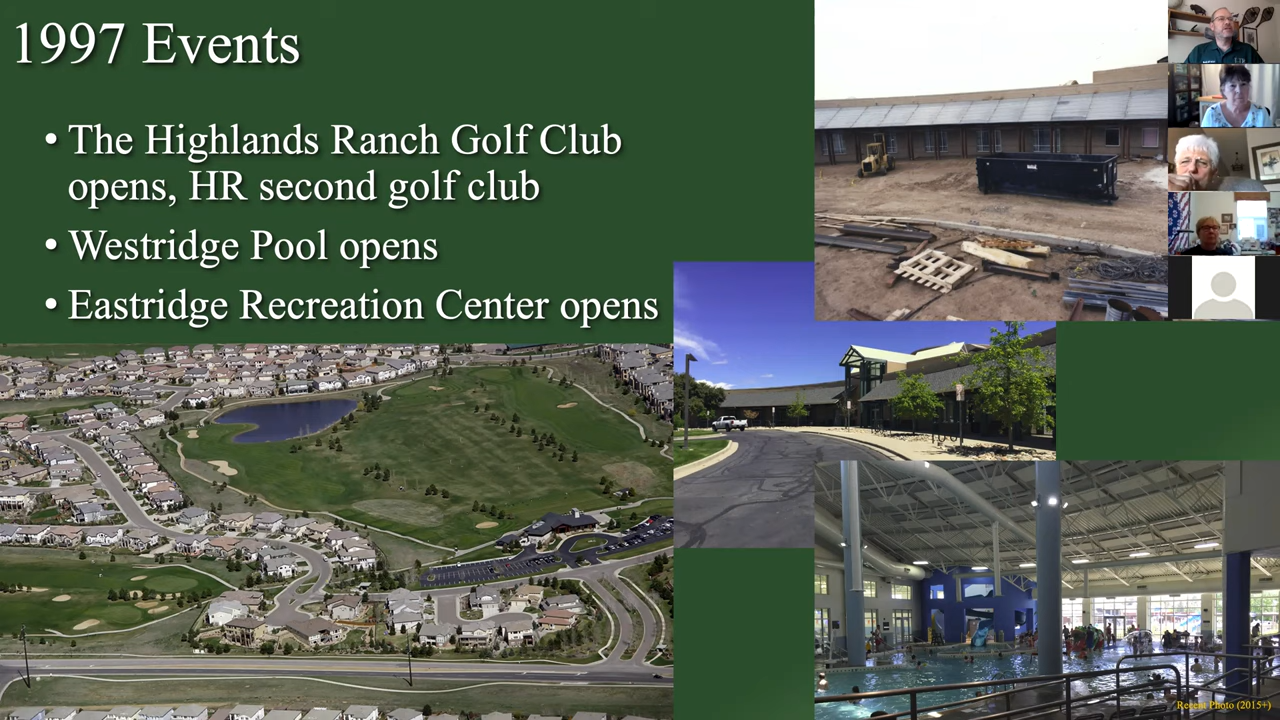 1997 Events
• The Highlands Ranch Golf Club
opens, HR second golf club
• Westridge Pool opens
• Eastridge Recreation Center opens
Recent Photo (2015+)